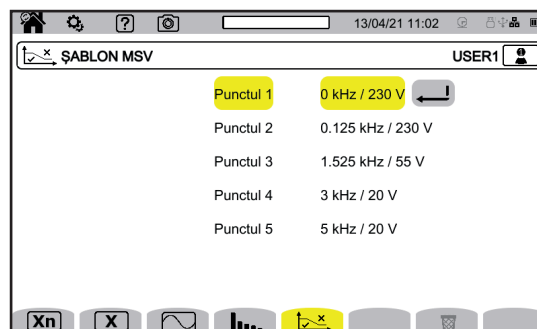 ? 13/04/21 11:02
ŞABLON MSV USER1
Punctul 1 0 kHz / 230 V
Punctul 2 0.125 kHz / 230 V
Punctul 3 1.525 kHz / 55 V
Punctul 4 3 kHz / 20 V
Punctul 5 5 kHz / 20 V
Xn X